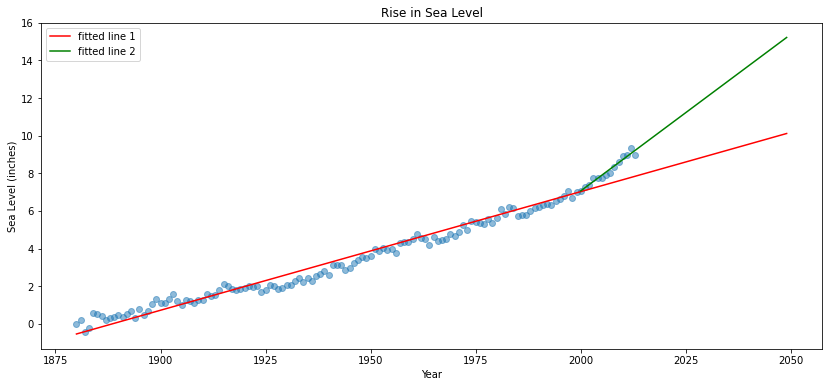 Rise in Sea Level
fitted line 1
fitted line 2
Sea Level (inches)
16
14
12
10
8
6
4
2
0
1875 1900 1925 1950 1975 2000 2025 2050
Year